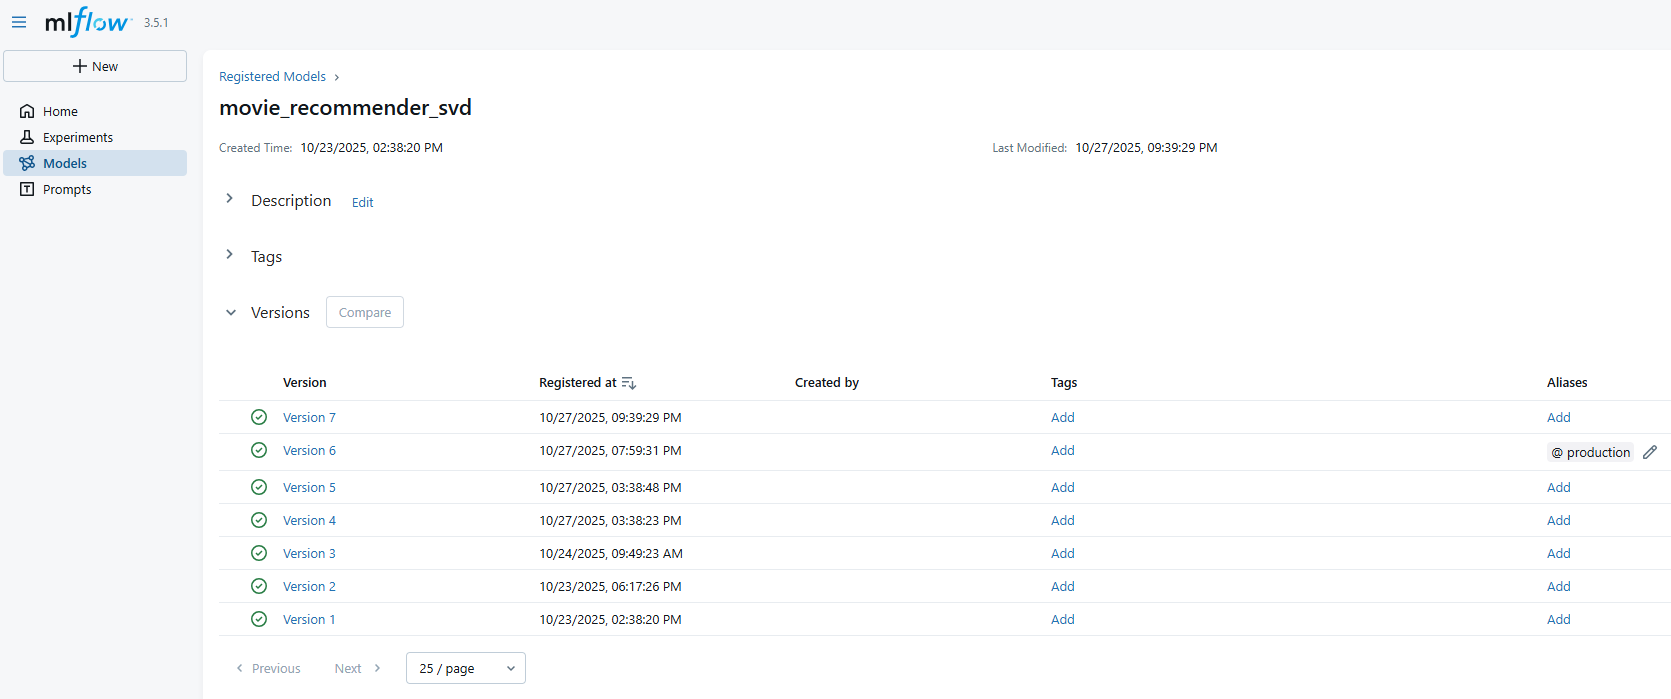 mlflow 3.5.1
New
Home
Experiments
Models
Prompts
Registered Models
movie_recommender_svd
Created Time: 10/23/2025, 02:38:20 PM Last Modified: 10/27/2025, 09:39:29 PM
Description Edit
Tags
Versions Compare
Version Registered at Created by Tags Aliases
Version 7 10/27/2025, 09:39:29 PM Add Add
Version 6 10/27/2025, 07:59:31 PM Add @ production
Version 5 10/27/2025, 03:38:48 PM Add Add
Version 4 10/27/2025, 03:38:23 PM Add Add
Version 3 10/24/2025, 09:49:23 AM Add Add
Version 2 10/23/2025, 06:17:26 PM Add Add
Version 1 10/23/2025, 02:38:20 PM Add Add
Previous Next 25 / page